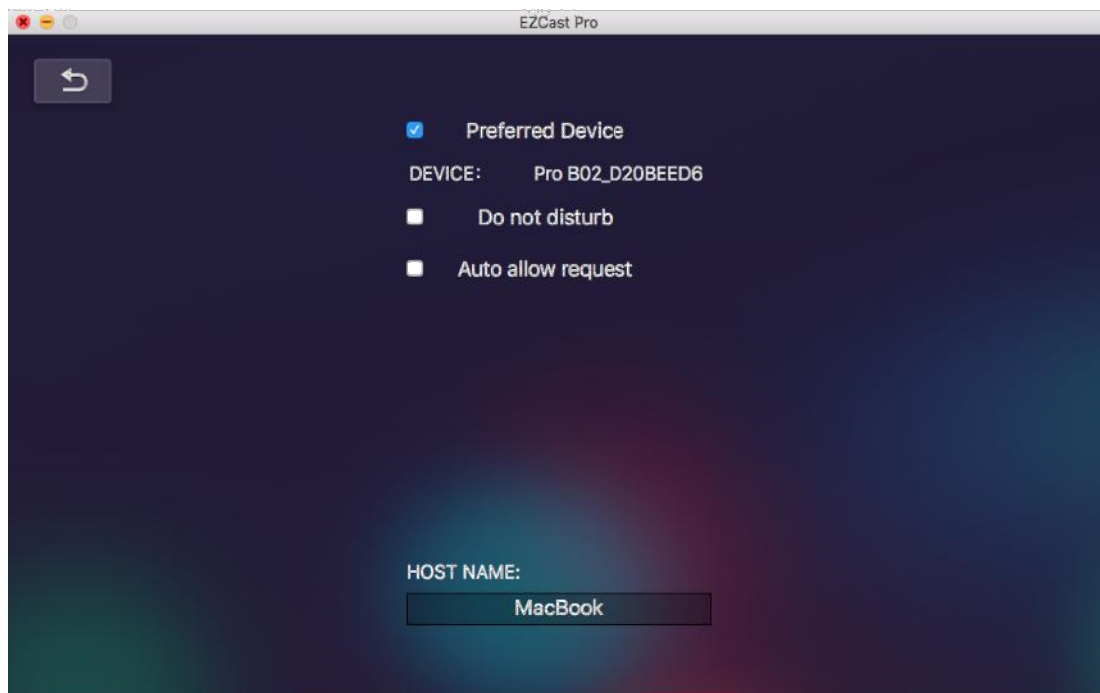 EZCast Pro
Preferred Device
DEVICE: Pro B02_D20BEED6
Do not disturb
Auto allow request
HOST NAME:
MacBook